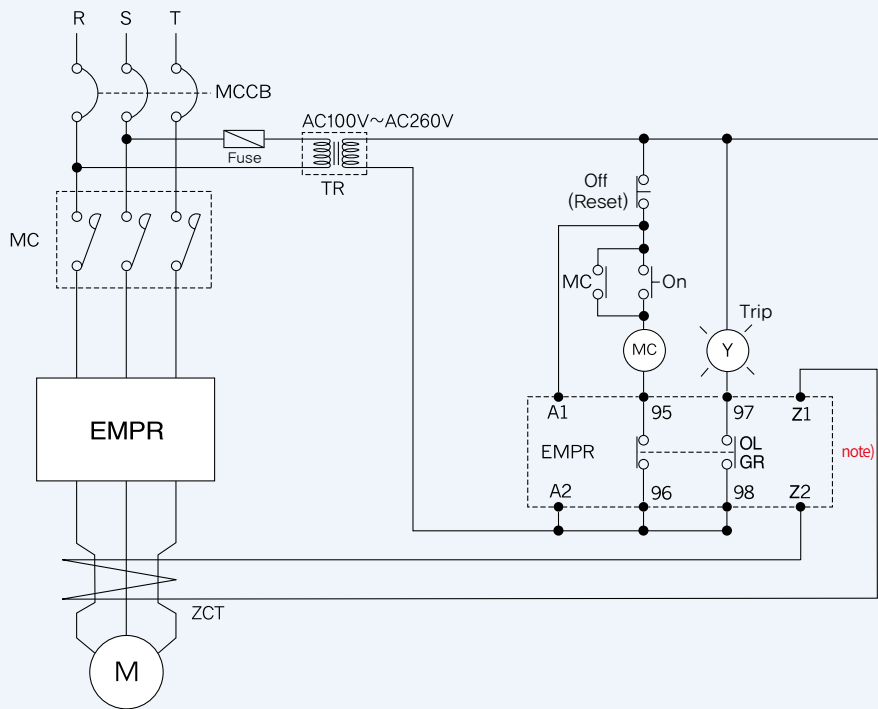 R S T
MCCB
AC100V~AC260V
Fuse
TR
Off
(Reset)
MC
MC
On
Trip
MC
Y
A1
95
97
Z1
EMPR
EMPR
OL
GR
note)
A2
96
98
Z2
ZCT
M